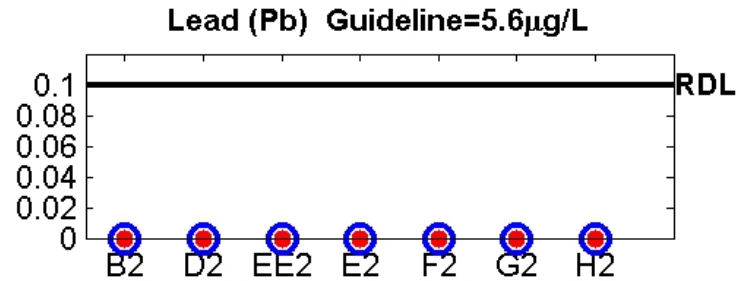 Lead (Pb) Guideline=5.6µg/L
0.1 RDL
0.08
0.06
0.04
0.02
0
B2 D2 EE2 E2 F2 G2 H2